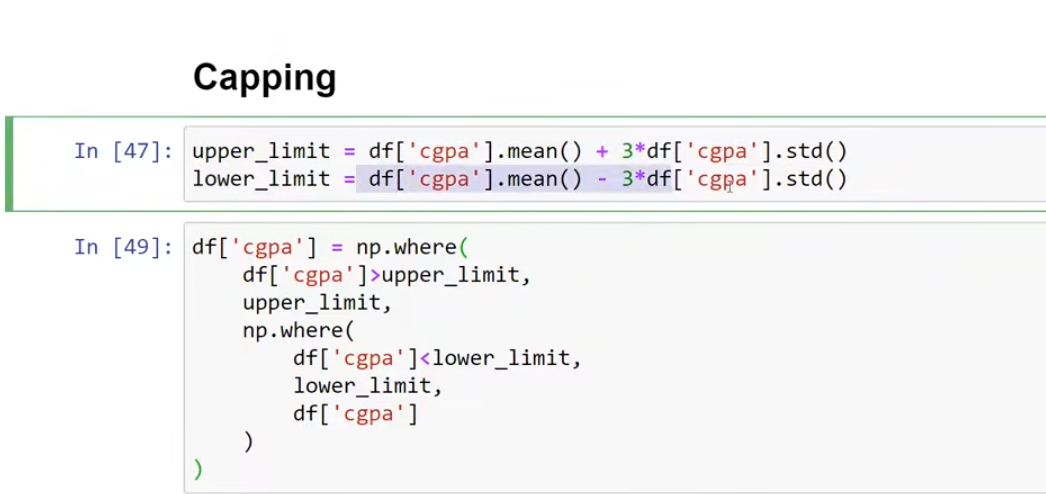 Capping
In [47]: upper_limit = df['cgpa'].mean() + 3*df['cgpa'].std()
lower_limit = df['cgpa'].mean() - 3*df['cgpa'].std()
In [49]: df['cgpa'] = np.where(
    df['cgpa']>upper_limit,
    upper_limit,
    np.where(
        df['cgpa']<lower_limit,
        lower_limit,
        df['cgpa']
    )
)